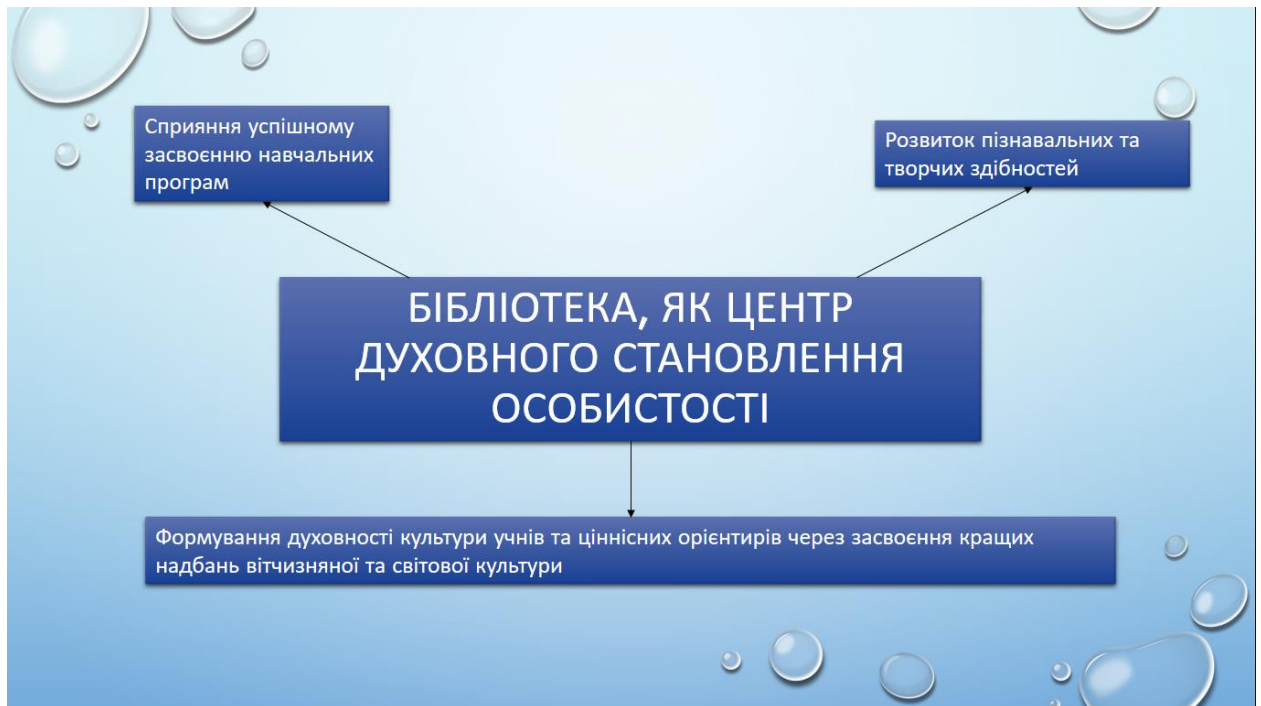 Сприяння успішному
засвоєнню навчальних
програм
Розвиток пізнавальних та
творчих здібностей
БІБЛІОТЕКА, ЯК ЦЕНТР
ДУХОВНОГО СТАНОВЛЕННЯ
ОСОБИСТОСТІ
Формування духовності культури учнів та ціннісних орієнтирів через засвоєння кращих
надбань вітчизняної та світової культури